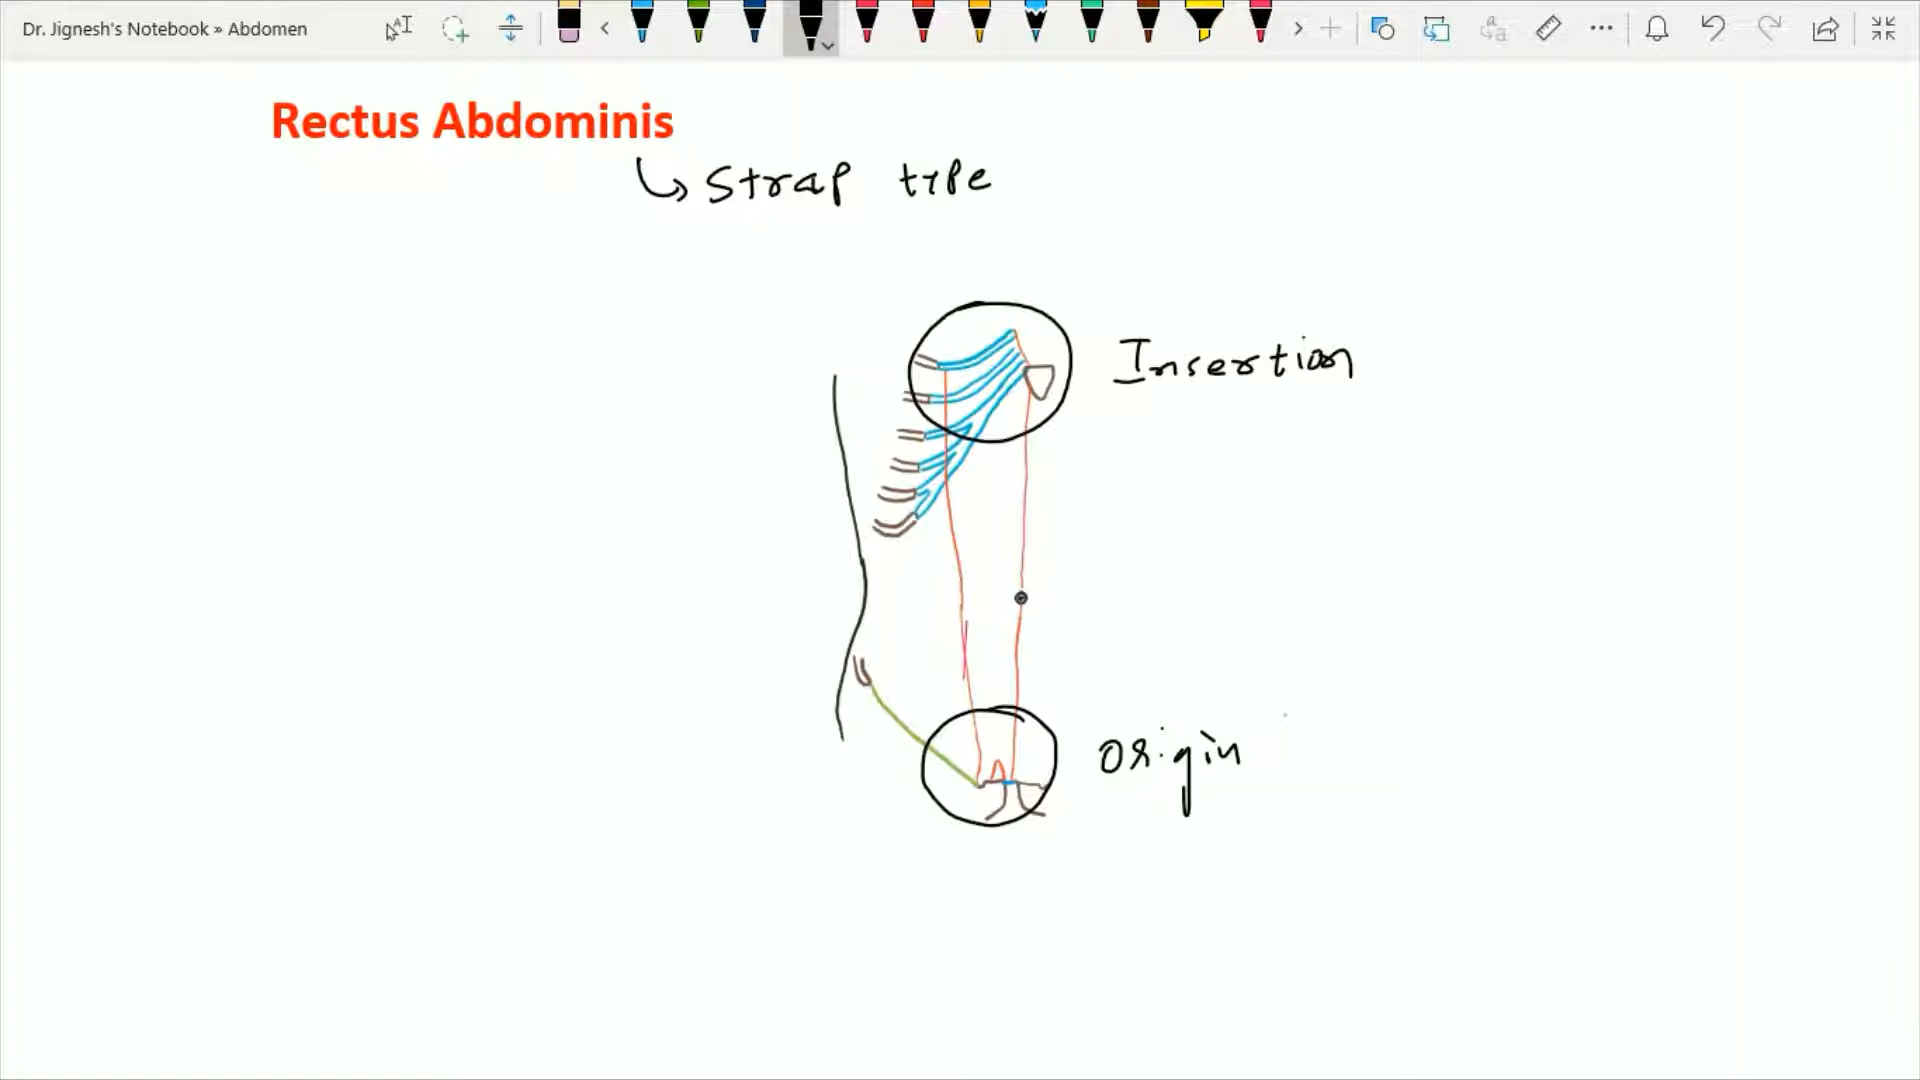 Dr. Jignesh's Notebook » Abdomen
Rectus Abdominis
Strap type
Insertion
origin